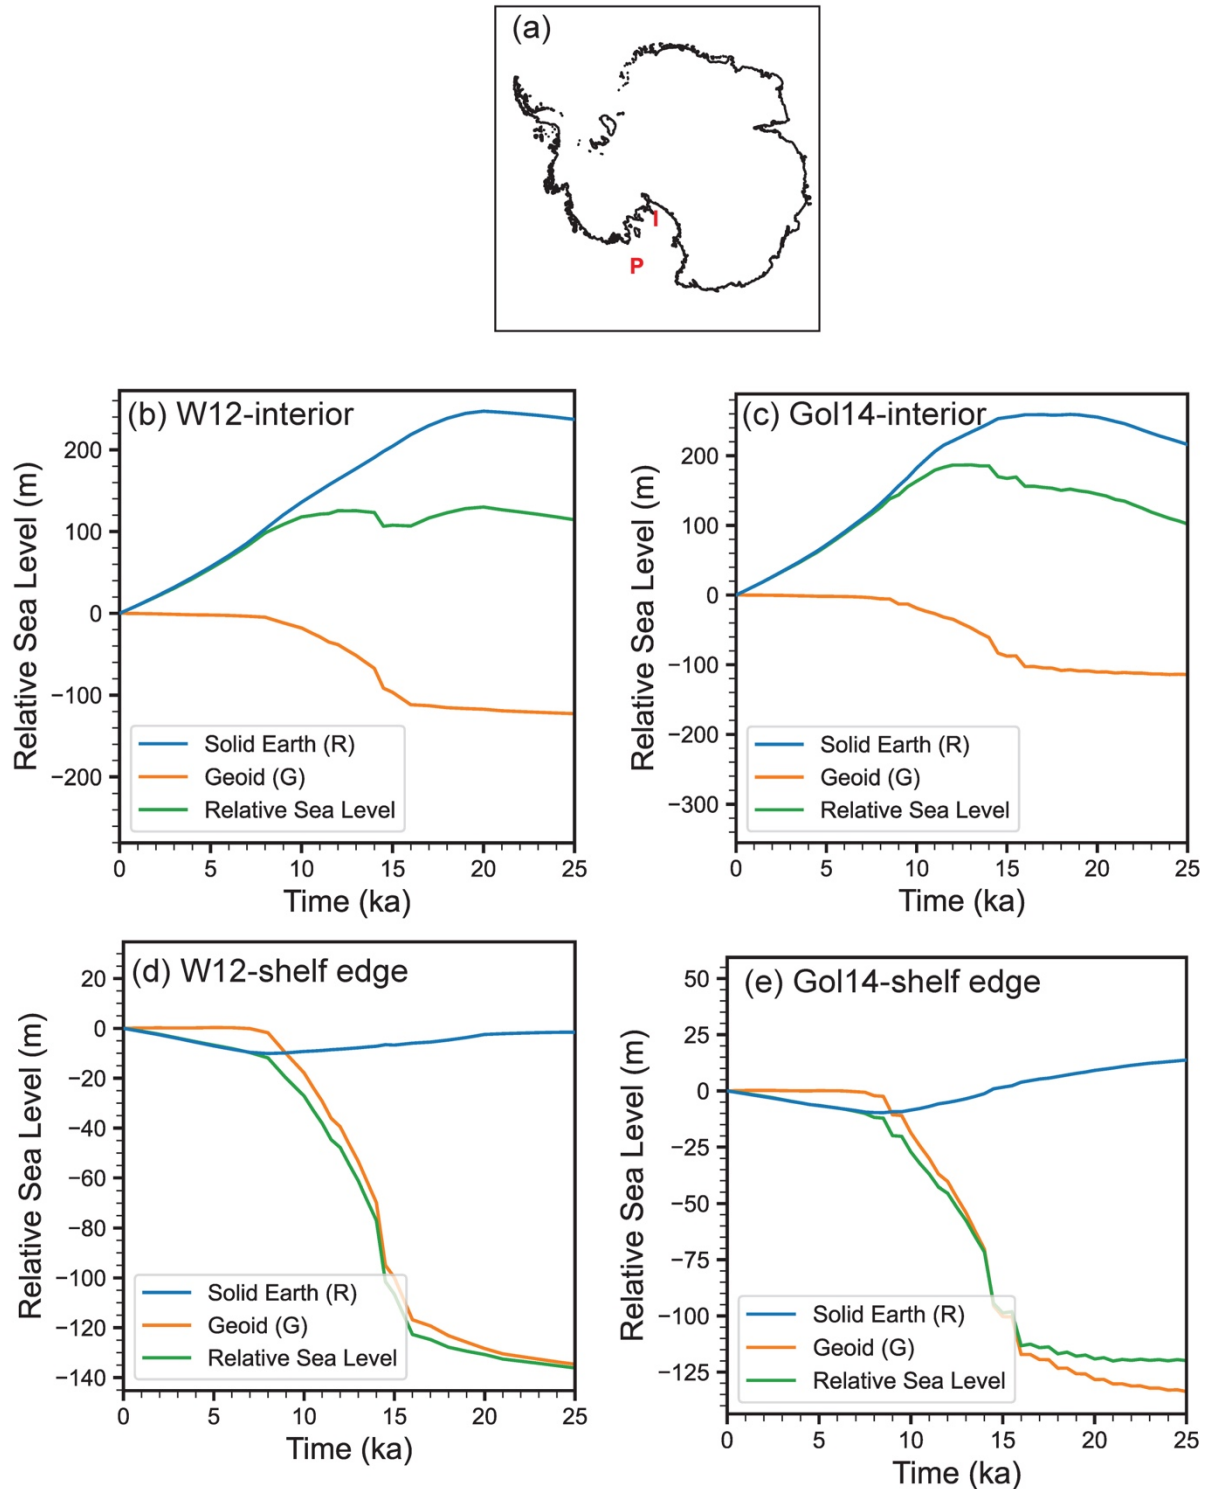 (a)
I
P
(b) W12-interior
Relative Sea Level (m)
200
100
0
−100
−200
Solid Earth (R)
Geoid (G)
Relative Sea Level
0 5 10 15 20 25
Time (ka)
(c) Gol14-interior
Relative Sea Level (m)
200
100
0
−100
−200
−300
Solid Earth (R)
Geoid (G)
Relative Sea Level
0 5 10 15 20 25
Time (ka)
(d) W12-shelf edge
Relative Sea Level (m)
20
0
−20
−40
−60
−80
−100
−120
−140
Solid Earth (R)
Geoid (G)
Relative Sea Level
0 5 10 15 20 25
Time (ka)
(e) Gol14-shelf edge
Relative Sea Level (m)
50
25
0
−25
−50
−75
−100
−125
Solid Earth (R)
Geoid (G)
Relative Sea Level
0 5 10 15 20 25
Time (ka)